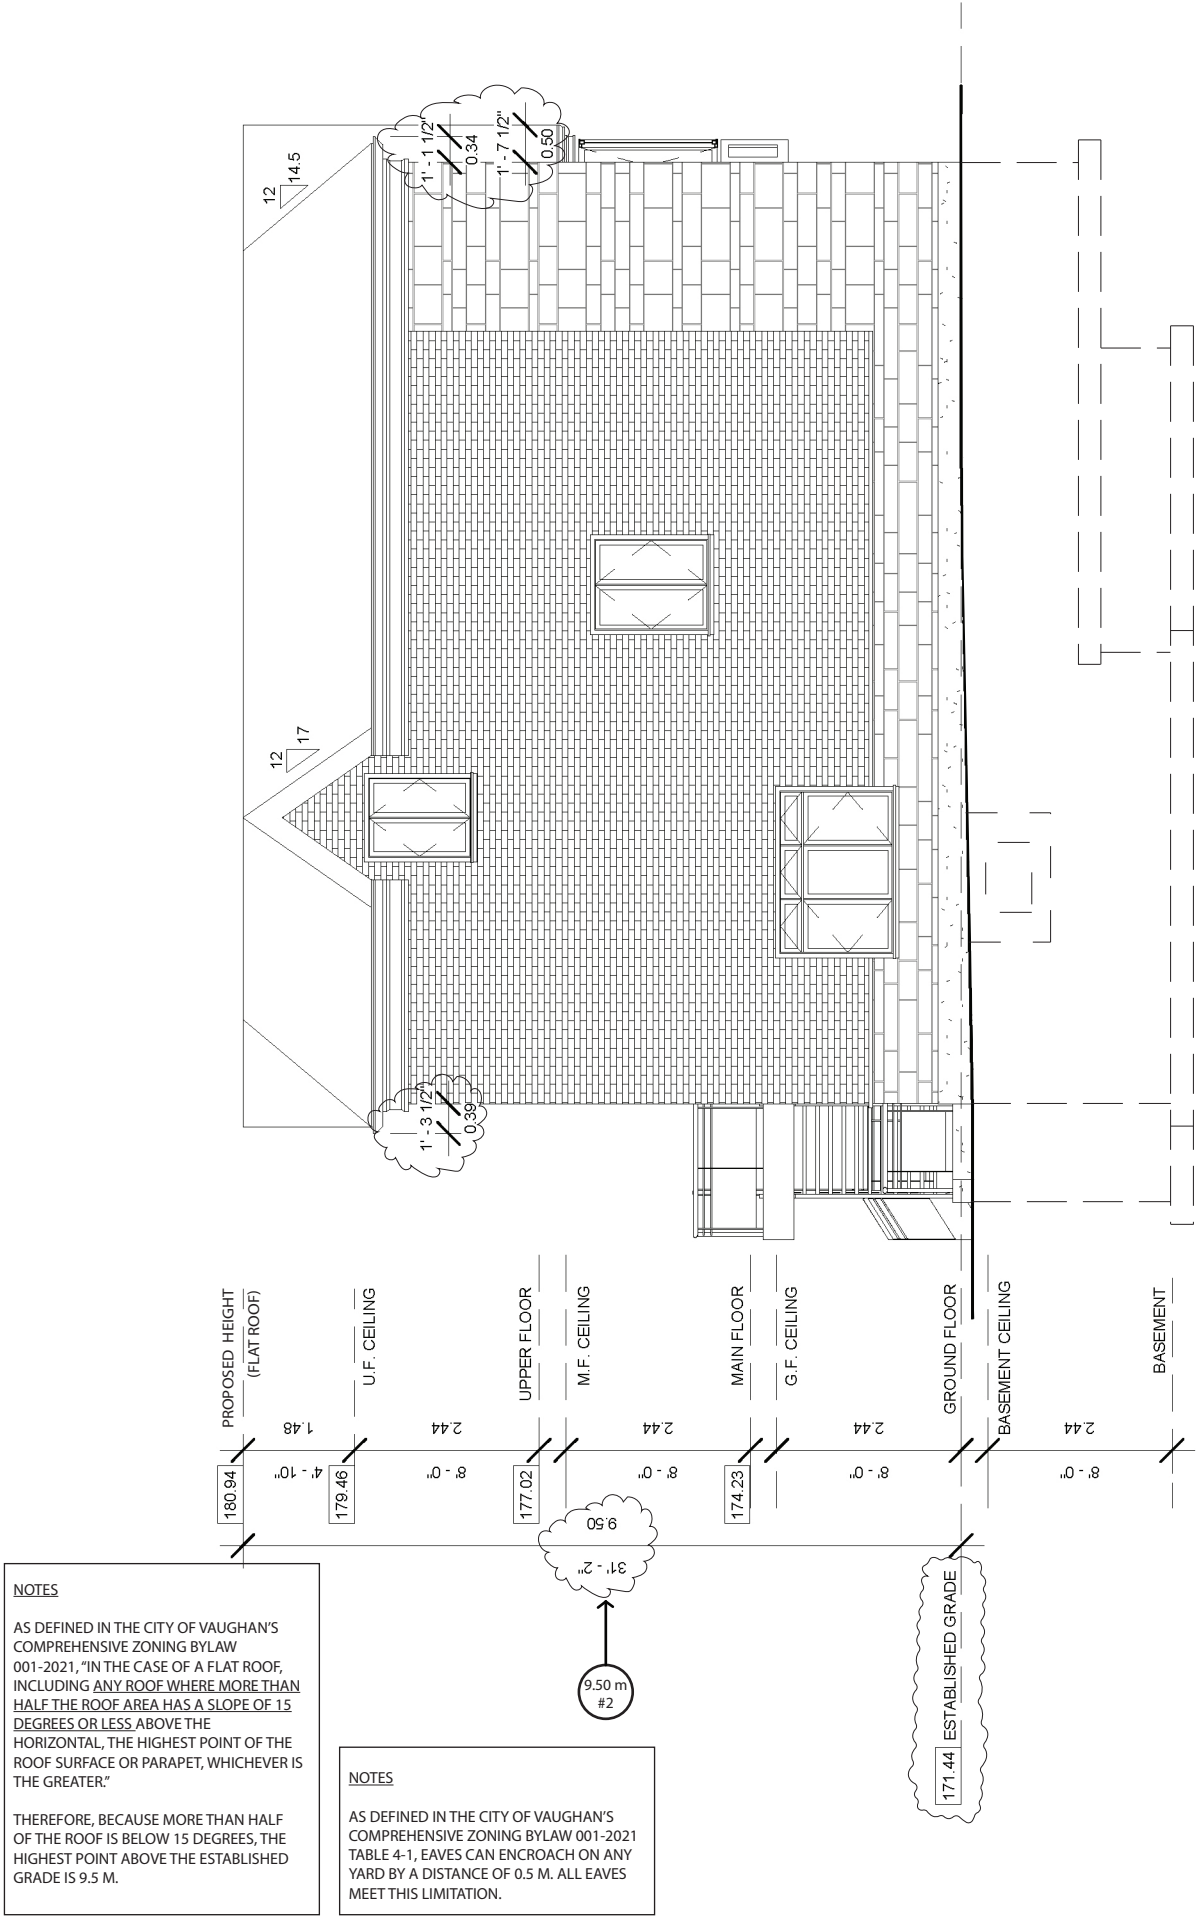 NOTES
AS DEFINED IN THE CITY OF VAUGHAN'S
COMPREHENSIVE ZONING BYLAW
001-2021, "IN THE CASE OF A FLAT ROOF,
INCLUDING ANY ROOF WHERE MORE THAN
HALF THE ROOF AREA HAS A SLOPE OF 15
DEGREES OR LESS ABOVE THE
HORIZONTAL, THE HIGHEST POINT OF THE
ROOF SURFACE OR PARAPET, WHICHEVER IS
THE GREATER."
THEREFORE, BECAUSE MORE THAN HALF
OF THE ROOF IS BELOW 15 DEGREES, THE
HIGHEST POINT ABOVE THE ESTABLISHED
GRADE IS 9.5 M.
NOTES
AS DEFINED IN THE CITY OF VAUGHAN'S
COMPREHENSIVE ZONING BYLAW 001-2021
TABLE 4-1, EAVES CAN ENCROACH ON ANY
YARD BY A DISTANCE OF 0.5 M. ALL EAVES
MEET THIS LIMITATION.
9.50 m
#2
31' - 2"
9.50
171.44 ESTABLISHED GRADE
180.94
PROPOSED HEIGHT
(FLAT ROOF)
4' - 10"
1.48
179.46
U.F. CEILING
8' - 0"
2.44
177.02
UPPER FLOOR
M.F. CEILING
8' - 0"
2.44
174.23
MAIN FLOOR
G.F. CEILING
8' - 0"
2.44
GROUND FLOOR
BASEMENT CEILING
8' - 0"
2.44
BASEMENT
1' - 3 1/2"
0.39
12
17
12
14.5
1' - 1 1/2"
0.34
1' - 7 1/2"
0.50